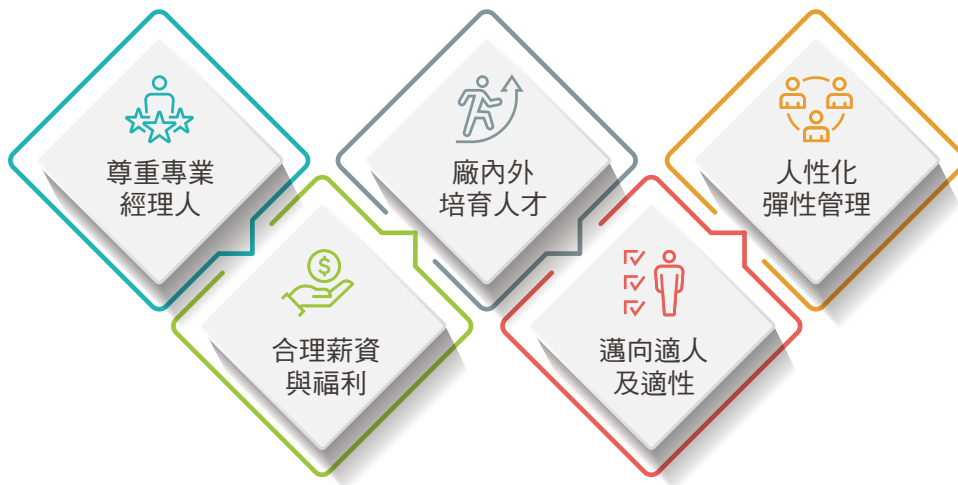 尊重專業
經理人
合理薪資
與福利
廠內外
培育人才
邁向適人
及適性
人性化
彈性管理